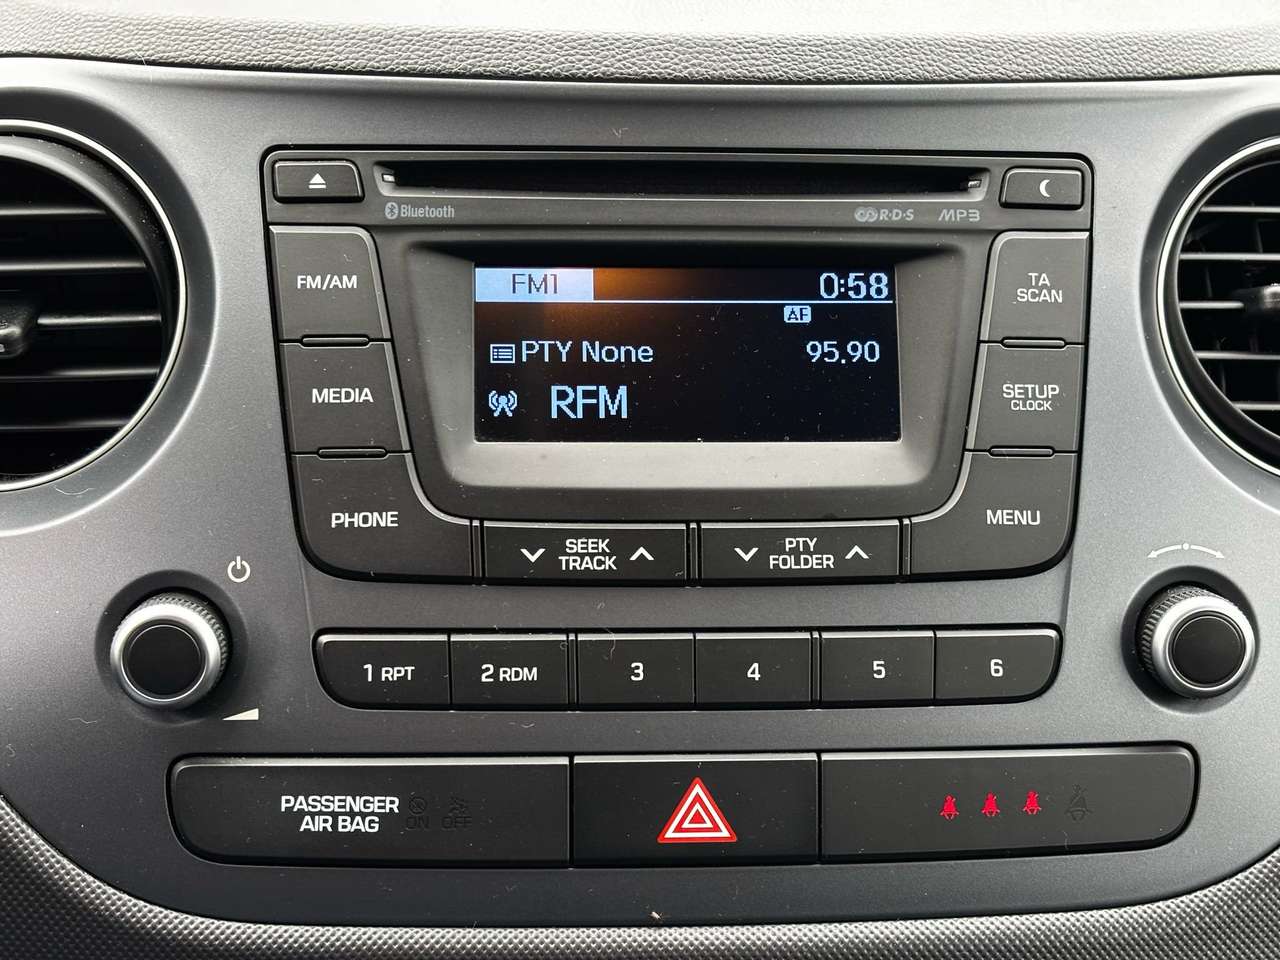 Bluetooth
R·D·S
MP3
FM/AM
FM1
0:58
TA
SCAN
AF
PTY None
95.90
MEDIA
RFM
SETUP
CLOCK
PHONE
SEEK
TRACK
PTY
FOLDER
MENU
1 RPT
2 RDM
3
4
5
6
PASSENGER
AIR BAG
ON
OFF